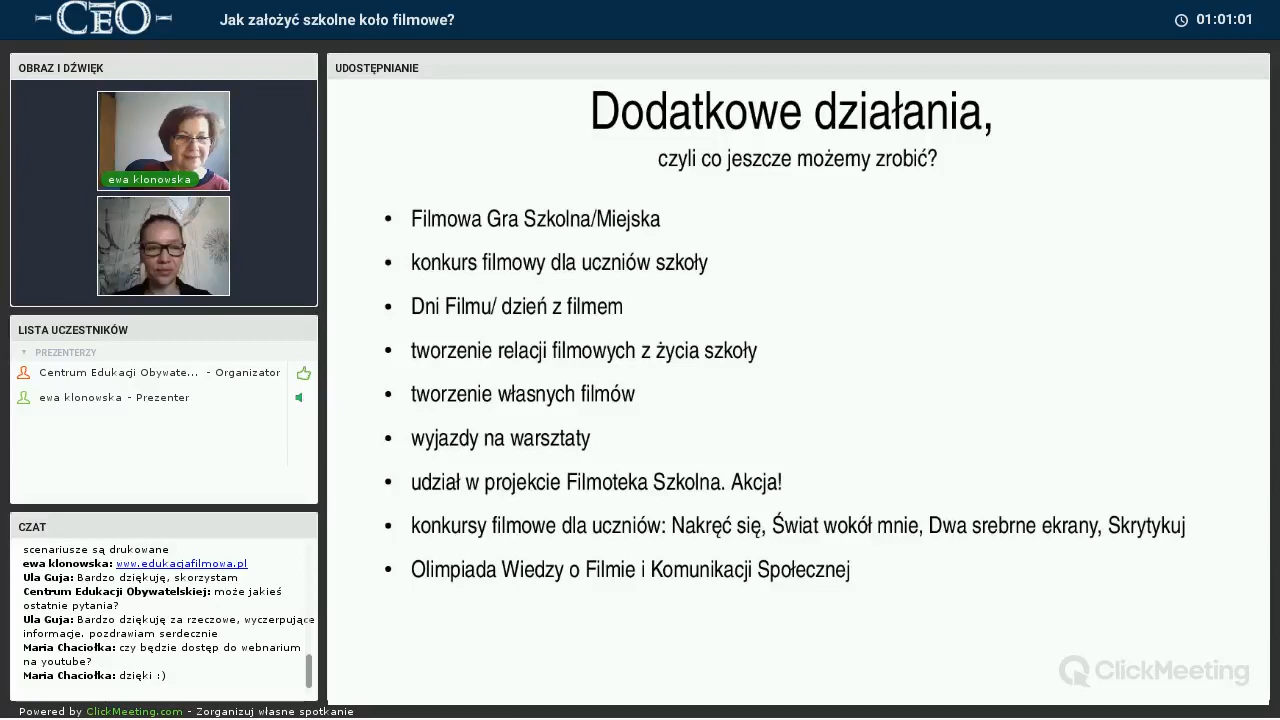 CEO
Jak założyć szkolne koło filmowe?
01:01:01
OBRAZ I DŹWIĘK
ewa klonowska
LISTA UCZESTNIKÓW
PREZENTERZY
Centrum Edukacji Obywate... - Organizator
ewa klonowska - Prezenter
CZAT
scenariusze są drukowane
ewa klonowska: www.edukacjafilmowa.pl
Ula Guja: Bardzo dziękuję, skorzystam
Centrum Edukacji Obywatelskiej: może jakieś
ostatnie pytania?
Ula Guja: Bardzo dziękuję za rzeczowe, wyczerpujące
informacje. pozdrawiam serdecznie
Maria Chaciołka: czy będzie dostęp do webnarium
na youtube?
Maria Chaciołka: dzięki :)
UDOSTĘPNIANIE
Dodatkowe działania,
czyli co jeszcze możemy zrobić?
• Filmowa Gra Szkolna/Miejska
• konkurs filmowy dla uczniów szkoły
• Dni Filmu/ dzień z filmem
• tworzenie relacji filmowych z życia szkoły
• tworzenie własnych filmów
• wyjazdy na warsztaty
• udział w projekcie Filmoteka Szkolna. Akcja!
• konkursy filmowe dla uczniów: Nakręć się, Świat wokół mnie, Dwa srebrne ekrany, Skrytykuj
• Olimpiada Wiedzy o Filmie i Komunikacji Społecznej
ClickMeeting
Powered by ClickMeeting.com - Zorganizuj własne spotkanie